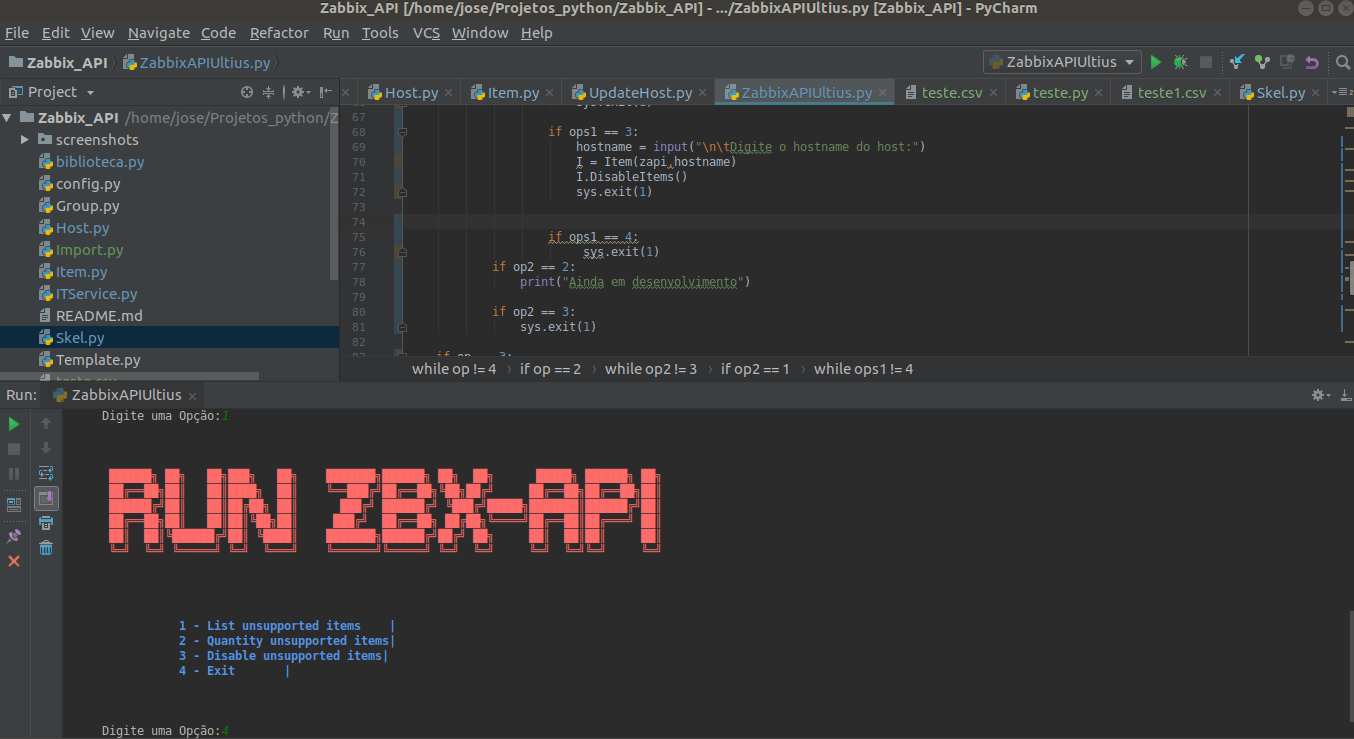 Zabbix_API [/home/jose/Projetos_python/Zabbix_API] - .../ZabbixAPIUltius.py [Zabbix_API] - PyCharm
File Edit View Navigate Code Refactor Run Tools VCS Window Help
Zabbix_API ZabbixAPIUltius.py ZabbixAPIUltius
Project Host.py Item.py UpdateHost.py ZabbixAPIUltius.py teste.csv teste.py teste1.csv Skel.py
Zabbix_API /home/jose/Projetos_python/Z
screenshots
biblioteca.py
config.py
Group.py
Host.py
Import.py
Item.py
ITService.py
README.md
Skel.py
Template.py
67
68 if ops1 == 3:
69 hostname = input("\n\tDigite o hostname do host:")
70 I = Item(zapi,hostname)
71 I.DisableItems()
72 sys.exit(1)
73
74
75 if ops1 == 4:
76 sys.exit(1)
77 if op2 == 2:
78 print("Ainda em desenvolvimento")
79
80 if op2 == 3:
81 sys.exit(1)
82
while op != 4 › if op == 2 › while op2 != 3 › if op2 == 1 › while ops1 != 4
Run: ZabbixAPIUltius
Digite uma Opção:1
RUN ZBX-API
1 - List unsupported items |
2 - Quantity unsupported items|
3 - Disable unsupported items|
4 - Exit |
Digite uma Opção:4